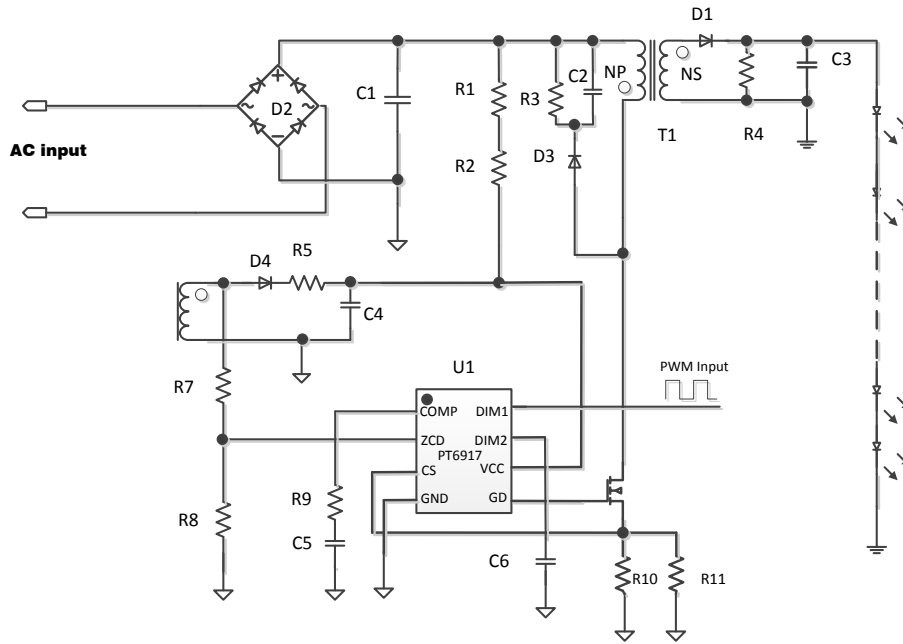 D1
C1
R1
R3
C2
NP
NS
C3
D2
AC input
R2
D3
T1
R4
D4
R5
C4
R7
U1
PWM Input
COMP
DIM1
ZCD
DIM2
PT6917
CS
VCC
GND
GD
R9
R8
C5
C6
R10
R11